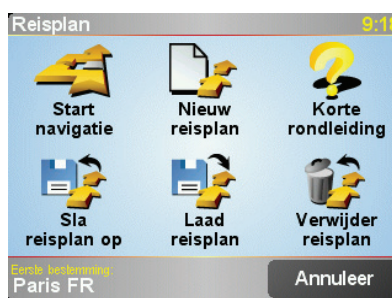 Reisplan 9:18
Start
navigatie
Nieuw
reisplan
Korte
rondleiding
Sla
reisplan op
Laad
reisplan
Verwijder
reisplan
Eerste bestemming:
Paris FR
Annuleer